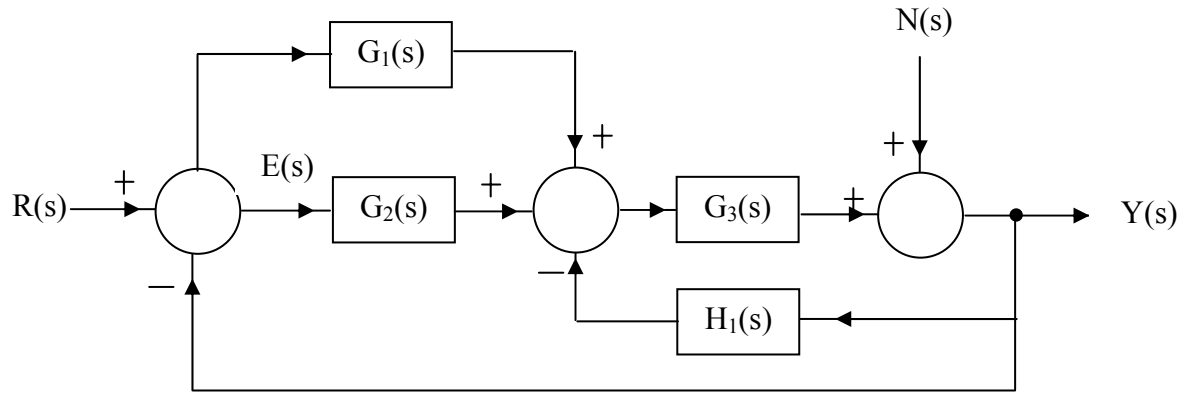 N(s)
G₁(s)
+
+
E(s)
+
R(s)
G₂(s)
+
+
G₃(s)
Y(s)
−
−
H₁(s)